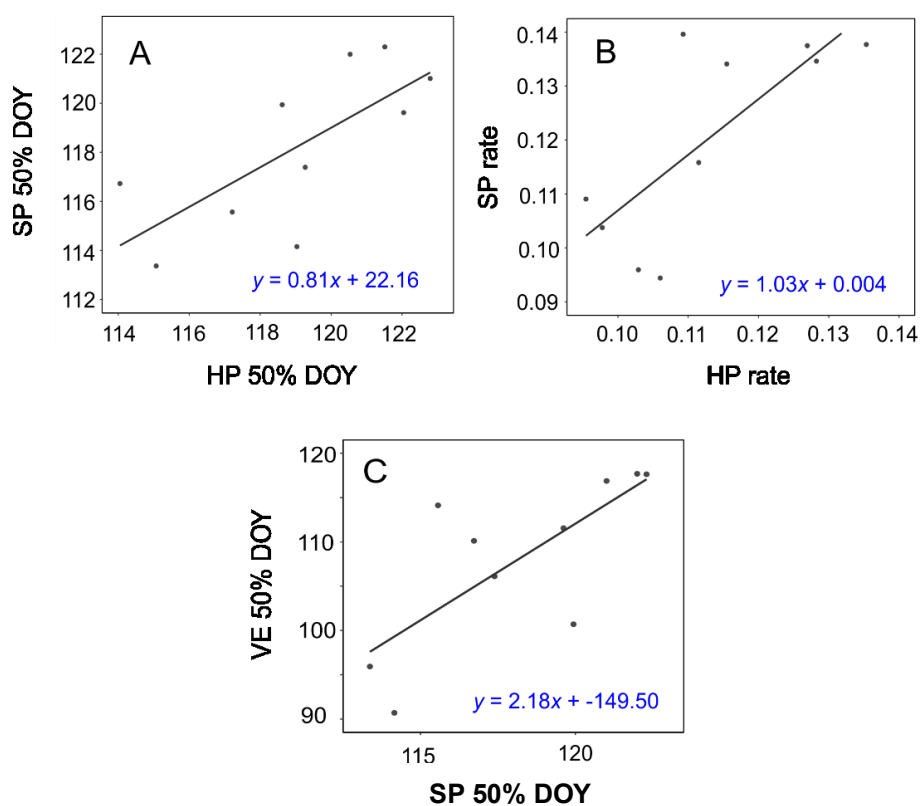 A
SP 50% DOY
122
120
118
116
114
112
y = 0.81x + 22.16
114 116 118 120 122
HP 50% DOY
B
SP rate
0.14
0.13
0.12
0.11
0.10
0.09
y = 1.03x + 0.004
0.10 0.11 0.12 0.13 0.14
HP rate
C
VE 50% DOY
120
110
100
90
y = 2.18x + -149.50
115 120
SP 50% DOY